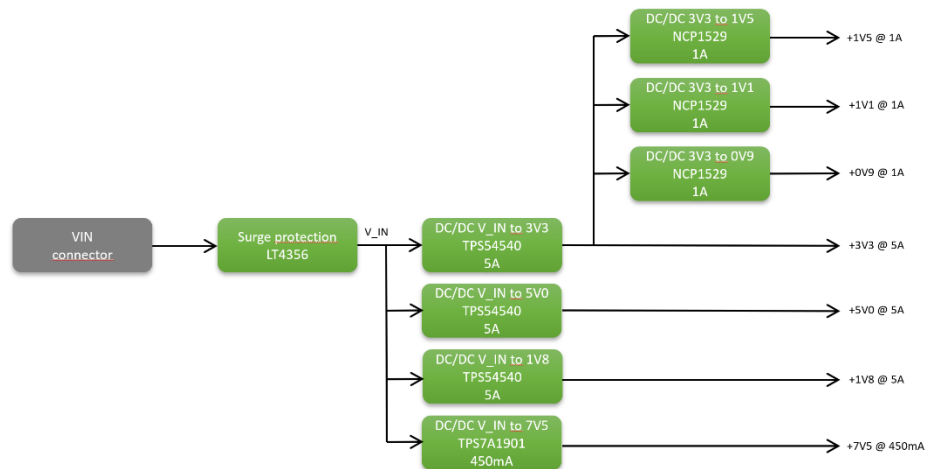 DC/DC 3V3 to 1V5
NCP1529
1A
+1V5 @ 1A
DC/DC 3V3 to 1V1
NCP1529
1A
+1V1 @ 1A
DC/DC 3V3 to 0V9
NCP1529
1A
+0V9 @ 1A
VIN
connector
Surge protection
LT4356
V_IN
DC/DC V_IN to 3V3
TPS54540
5A
+3V3 @ 5A
DC/DC V_IN to 5V0
TPS54540
5A
+5V0 @ 5A
DC/DC V_IN to 1V8
TPS54540
5A
+1V8 @ 5A
DC/DC V_IN to 7V5
TPS7A1901
450mA
+7V5 @ 450mA